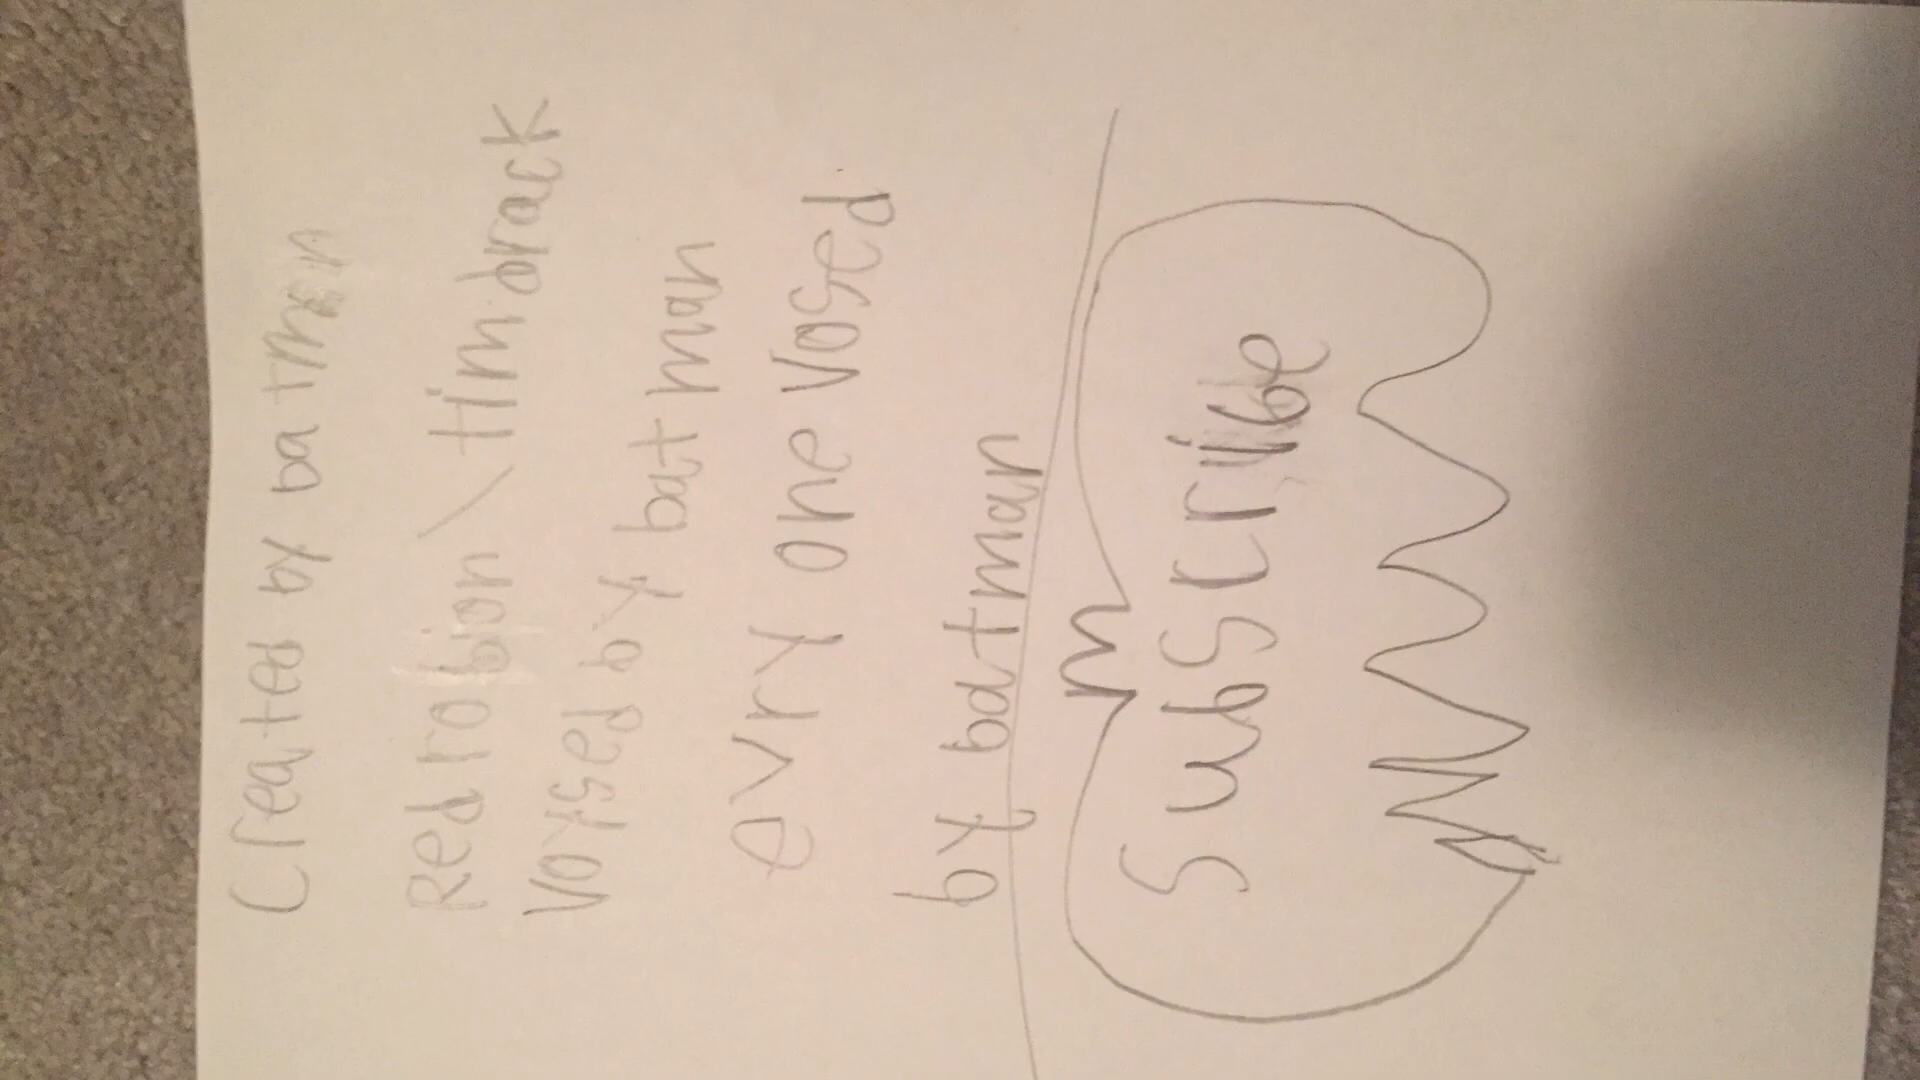 Created by batman
Red robion \ tim drack
Voysed by batman
evry one Vosed
by batman
Subscribe